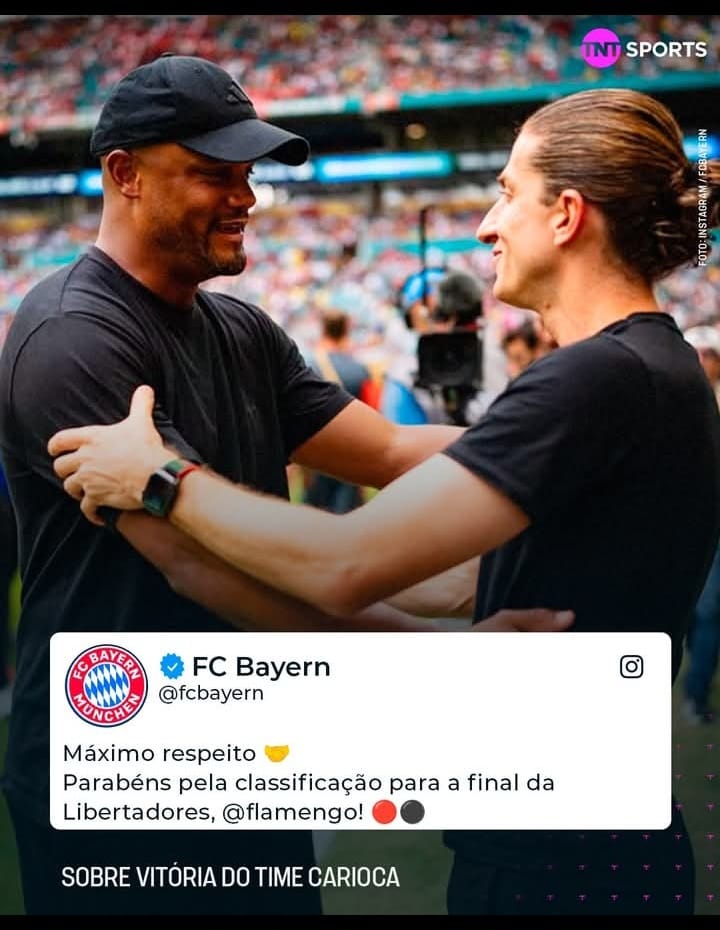 TNT SPORTS
FOTO: INSTAGRAM / FCBAYERN
FC BAYERN
MÜNCHEN
FC Bayern
@fcbayern
Máximo respeito 🤝
Parabéns pela classificação para a final da
Libertadores, @flamengo! 🔴⚫
SOBRE VITÓRIA DO TIME CARIOCA